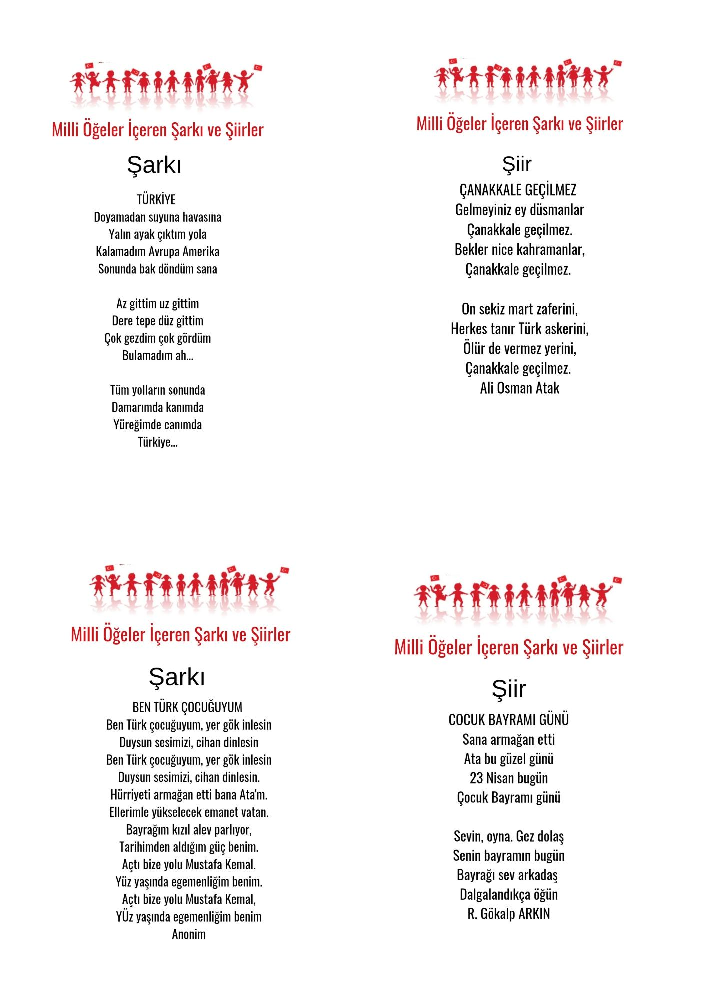 Milli Öğeler İçeren Şarkı ve Şiirler
Şarkı
TÜRKİYE
Doyamadan suyuna havasına
Yalın ayak çıktım yola
Kalamadım Avrupa Amerika
Sonunda bak döndüm sana
Az gittim uz gittim
Dere tepe düz gittim
Çok gezdim çok gördüm
Bulamadım ah...
Tüm yolların sonunda
Damarımda kanımda
Yüreğimde canımda
Türkiye...
Milli Öğeler İçeren Şarkı ve Şiirler
Şiir
ÇANAKKALE GEÇİLMEZ
Gelmeyiniz ey düsmanlar
Çanakkale geçilmez.
Bekler nice kahramanlar,
Çanakkale geçilmez.
On sekiz mart zaferini,
Herkes tanır Türk askerini,
Ölür de vermez yerini,
Çanakkale geçilmez.
Ali Osman Atak
Milli Öğeler İçeren Şarkı ve Şiirler
Şarkı
BEN TÜRK ÇOCUĞUYUM
Ben Türk çocuğuyum, yer gök inlesin
Duysun sesimizi, cihan dinlesin
Ben Türk çocuğuyum, yer gök inlesin
Duysun sesimizi, cihan dinlesin.
Hürriyeti armağan etti bana Ata'm.
Ellerimle yükselecek emanet vatan.
Bayrağım kızıl alev parlıyor,
Tarihimden aldığım güç benim.
Açtı bize yolu Mustafa Kemal.
Yüz yaşında egemenliğim benim.
Açtı bize yolu Mustafa Kemal,
YÜz yaşında egemenliğim benim
Anonim
Milli Öğeler İçeren Şarkı ve Şiirler
Şiir
COCUK BAYRAMI GÜNÜ
Sana armağan etti
Ata bu güzel günü
23 Nisan bugün
Çocuk Bayramı günü
Sevin, oyna. Gez dolaş
Senin bayramın bugün
Bayrağı sev arkadaş
Dalgalandıkça öğün
R. Gökalp ARKIN